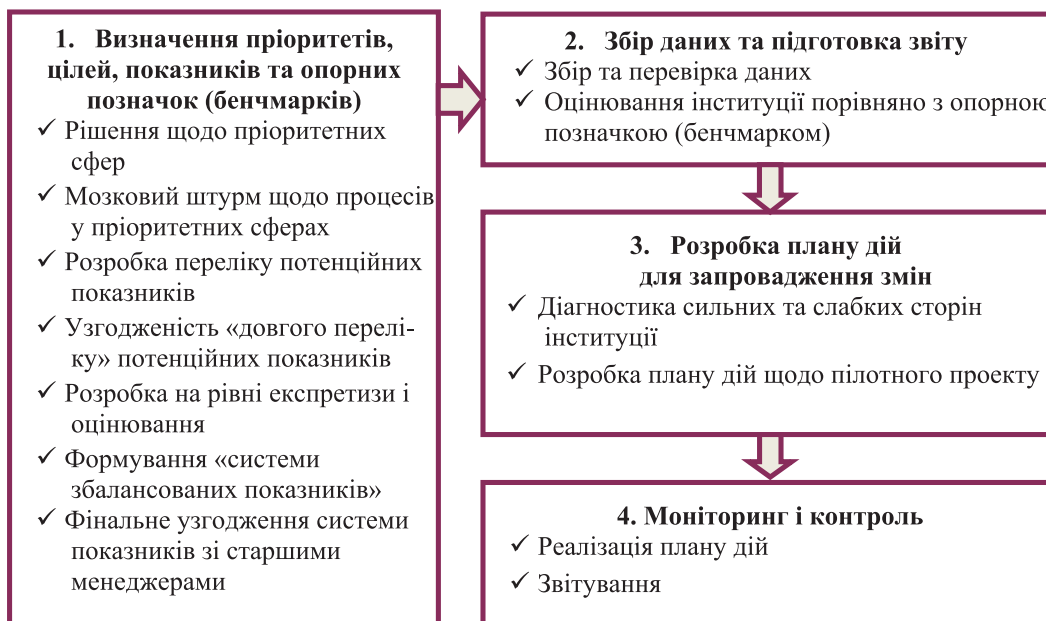 1. Визначення пріоритетів,
цілей, показників та опорних
позначок (бенчмарків)
✓ Рішення щодо пріоритетних
сфер
✓ Мозковий штурм щодо процесів
у пріоритетних сферах
✓ Розробка переліку потенційних
показників
✓ Узгодженість «довгого перелі-
ку» потенційних показників
✓ Розробка на рівні експретизи і
оцінювання
✓ Формування «системи
збалансованих показників»
✓ Фінальне узгодження системи
показників зі старшими
менеджерами
2. Збір даних та підготовка звіту
✓ Збір та перевірка даних
✓ Оцінювання інституції порівняно з опорною
позначкою (бенчмарком)
3. Розробка плану дій
для запровадження змін
✓ Діагностика сильних та слабких сторін
інституції
✓ Розробка плану дій щодо пілотного проекту
4. Моніторинг і контроль
✓ Реалізація плану дій
✓ Звітування